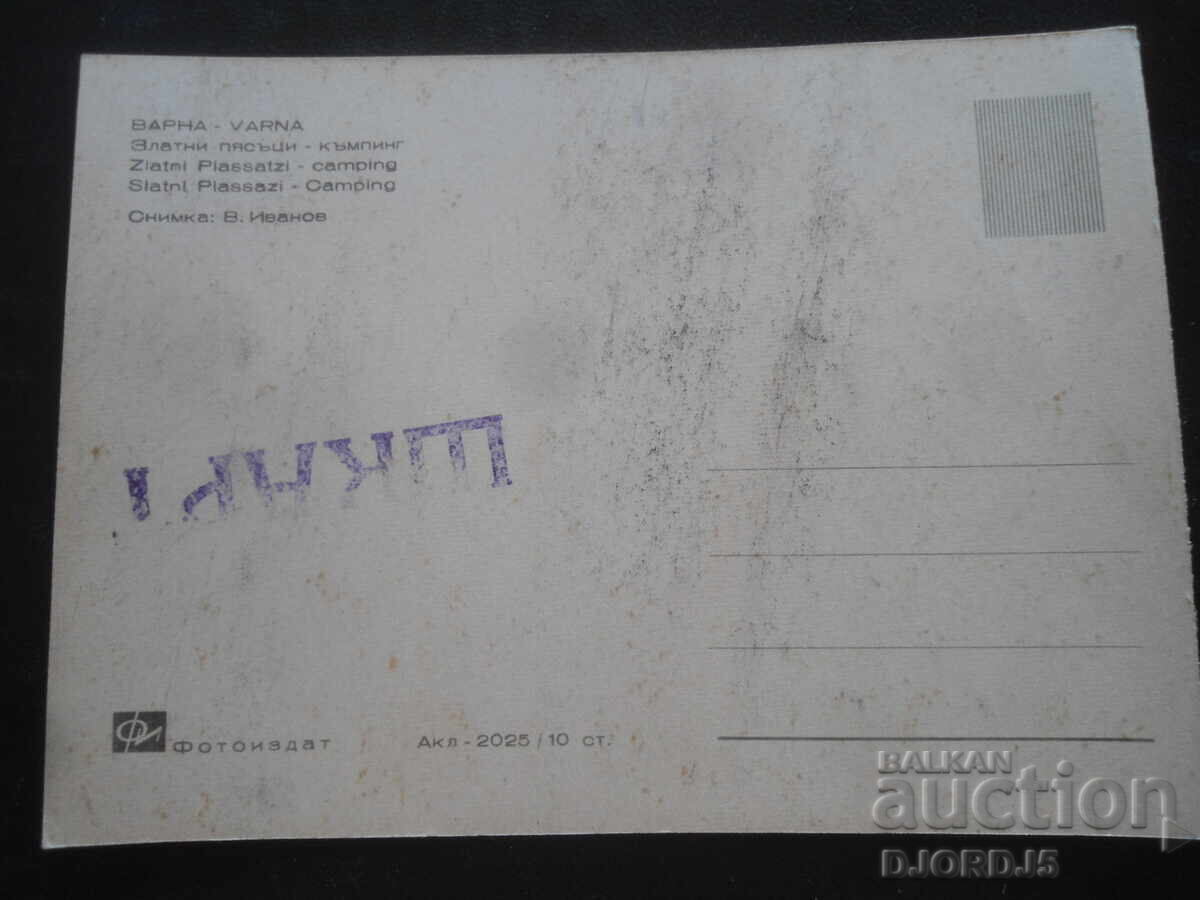 ВАРНА - VARNA
Златни пясъци - къмпинг
Zlatni Piassatzi - camping
Slatni Piassazi - Camping
Снимка: В. Иванов
Фотоиздат
Акл - 2025/10 ст.
BALKAN
auction
DJORDJ5